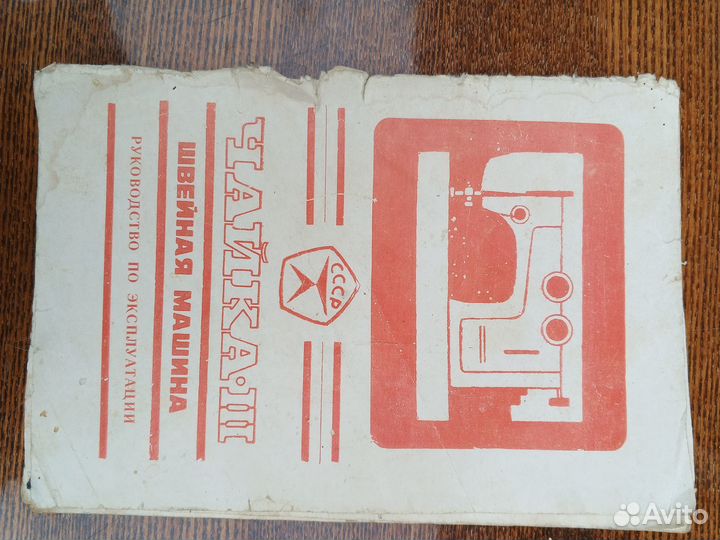 СССР
ЧАЙКА·III
ШВЕЙНАЯ МАШИНА
РУКОВОДСТВО ПО ЭКСПЛУАТАЦИИ
Avito